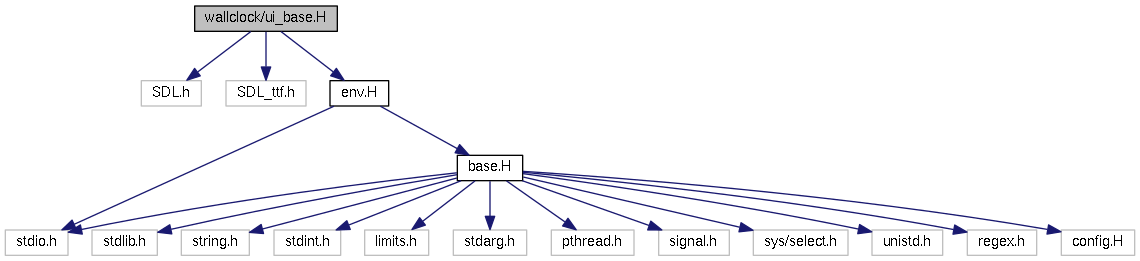 wallclock/ui_base.H
SDL.h
SDL_ttf.h
env.H
base.H
stdio.h
stdlib.h
string.h
stdint.h
limits.h
stdarg.h
pthread.h
signal.h
sys/select.h
unistd.h
regex.h
config.H